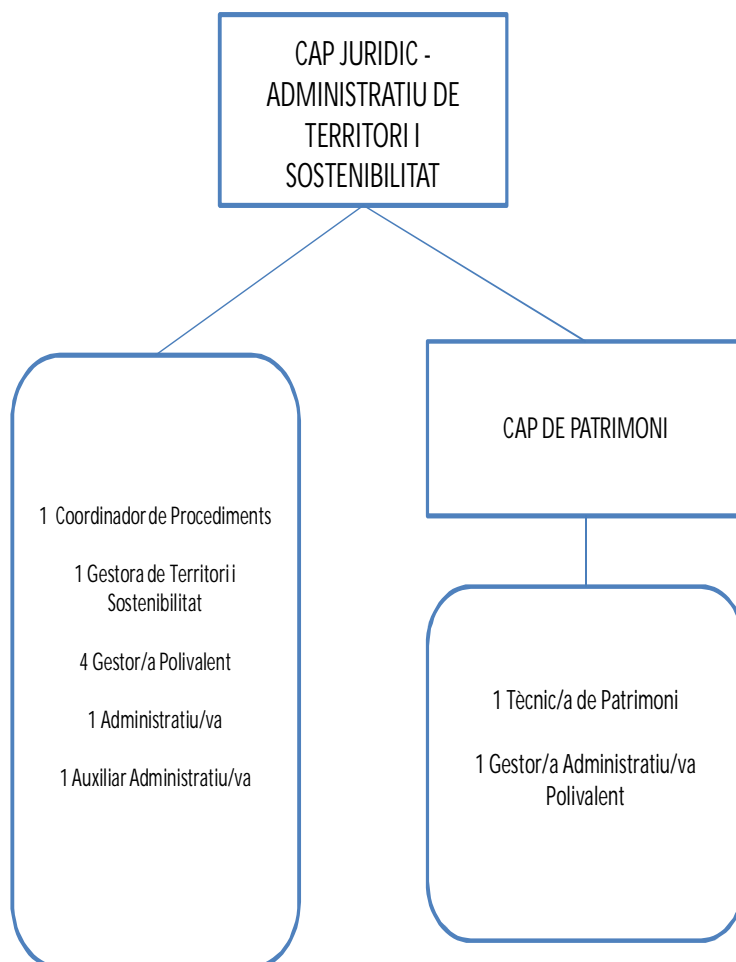 CAP JURIDIC -
ADMINISTRATIU DE
TERRITORI I
SOSTENIBILITAT
1 Coordinador de Procediments
1 Gestora de Territori i
Sostenibilitat
4 Gestor/a Polivalent
1 Administratiu/va
1 Auxiliar Administratiu/va
CAP DE PATRIMONI
1 Tècnic/a de Patrimoni
1 Gestor/a Administratiu/va
Polivalent